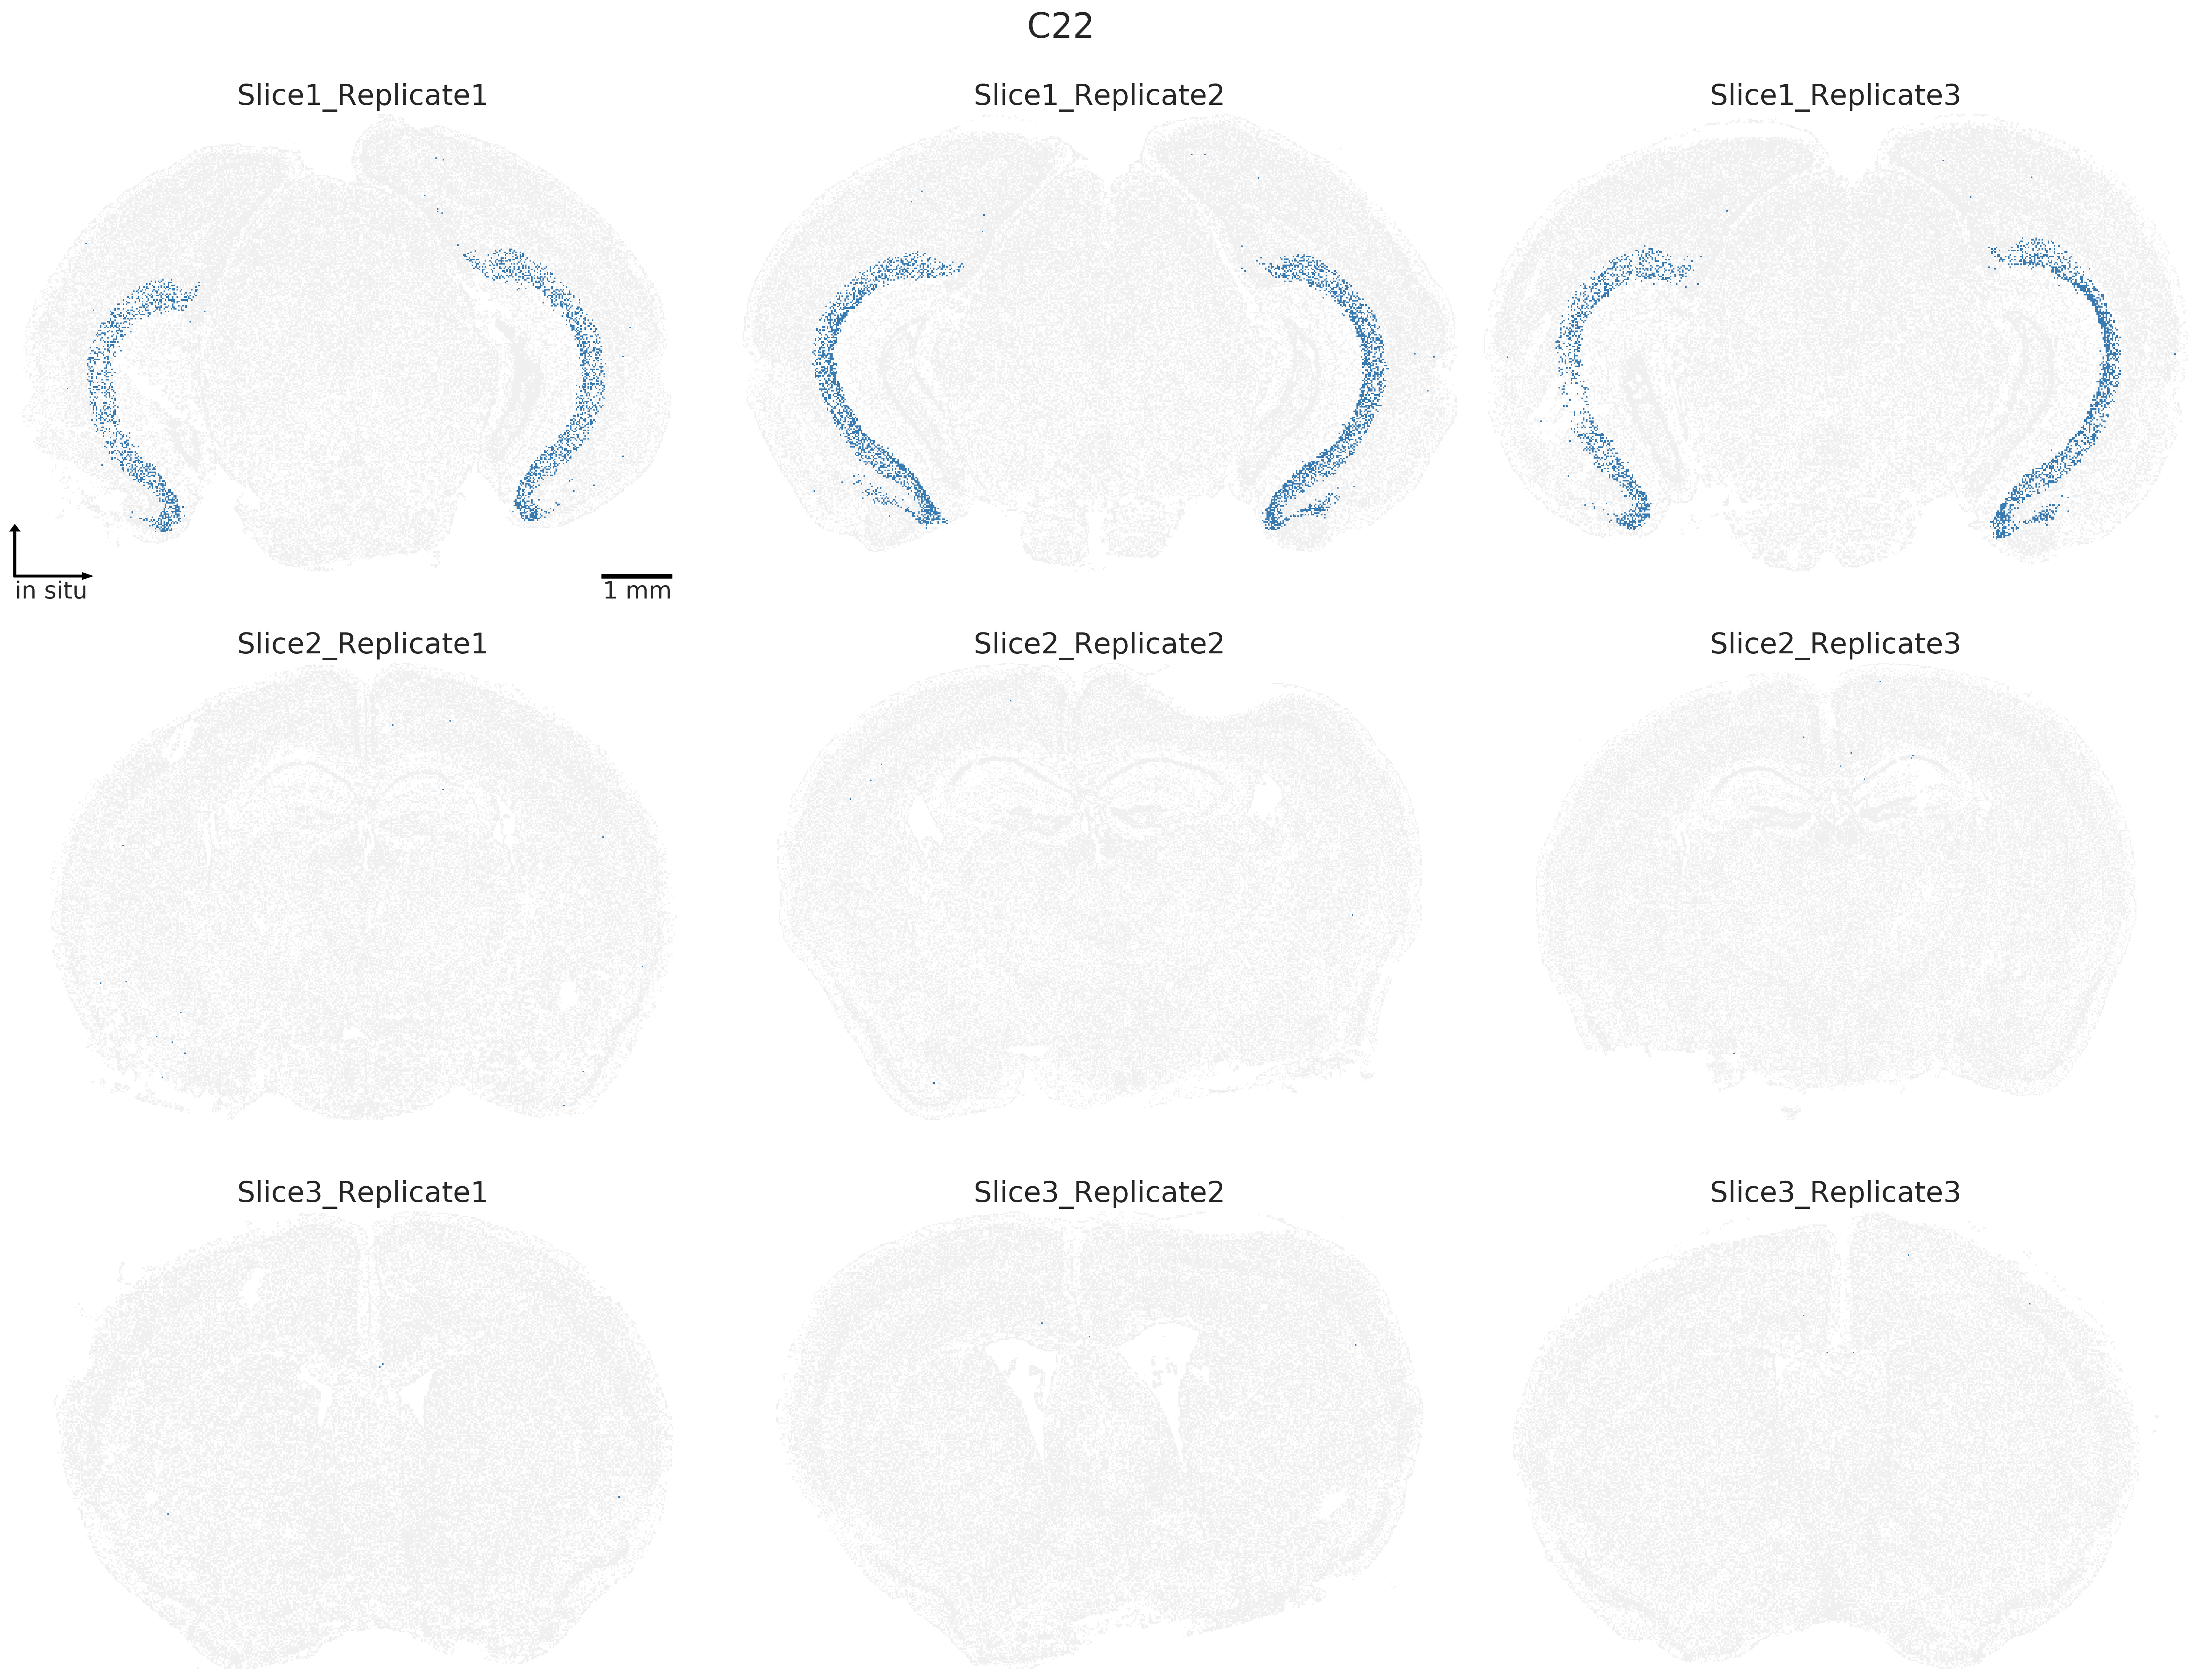 C22
Slice1_Replicate1
Slice1_Replicate2
Slice1_Replicate3
in situ
1 mm
Slice2_Replicate1
Slice2_Replicate2
Slice2_Replicate3
Slice3_Replicate1
Slice3_Replicate2
Slice3_Replicate3